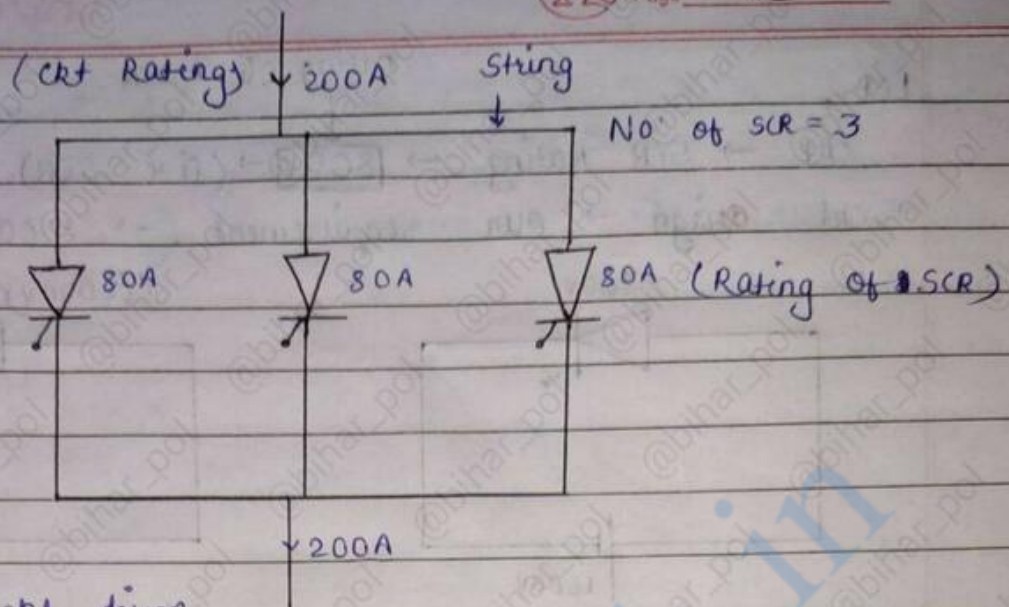 (Ckt Rating) 200A String
No. of SCR = 3
80A 80A 80A (Rating of SCR)
200A